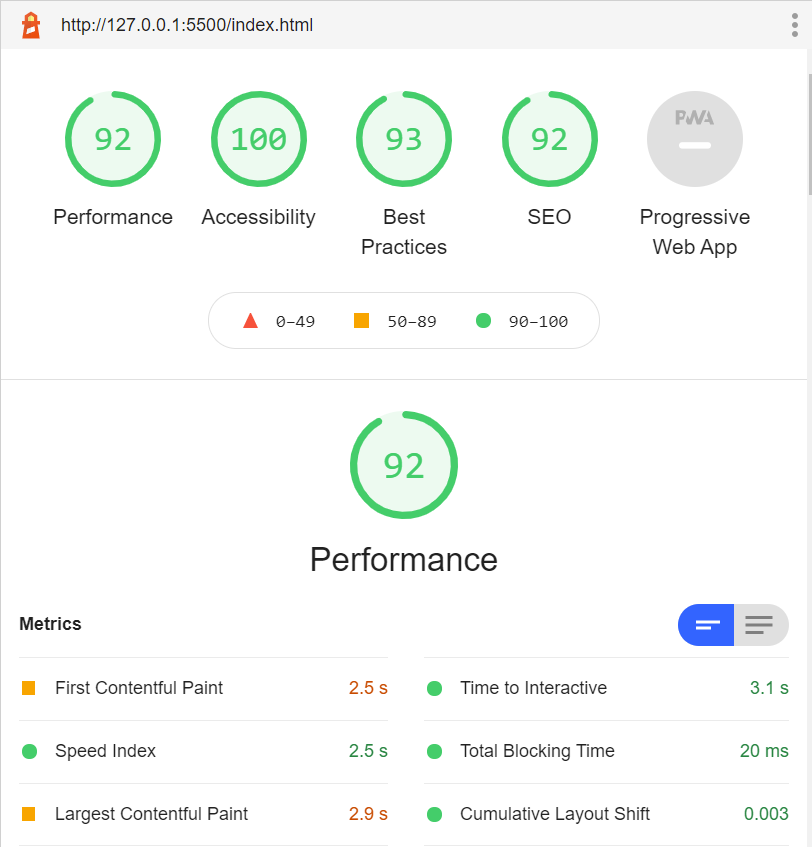 http://127.0.0.1:5500/index.html
92
100
93
92
PWA
Performance
Accessibility
Best
Practices
SEO
Progressive
Web App
0–49
50–89
90–100
92
Performance
Metrics
First Contentful Paint 2.5 s
Time to Interactive 3.1 s
Speed Index 2.5 s
Total Blocking Time 20 ms
Largest Contentful Paint 2.9 s
Cumulative Layout Shift 0.003